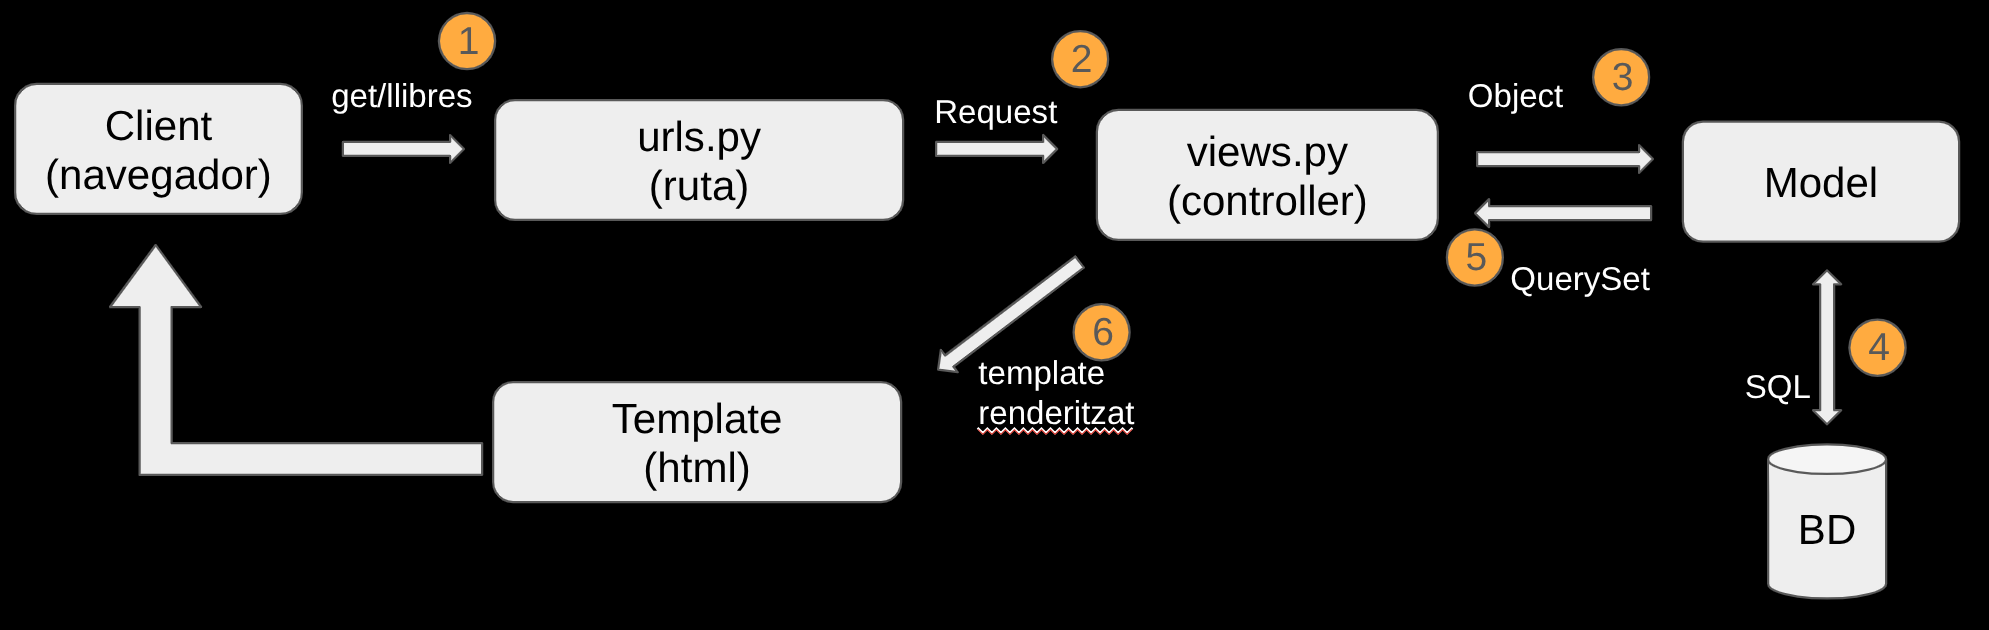 1
get/llibres
Client
(navegador)
urls.py
(ruta)
2
Request
views.py
(controller)
3
Object
Model
5
QuerySet
4
SQL
BD
6
template
renderitzat
Template
(html)